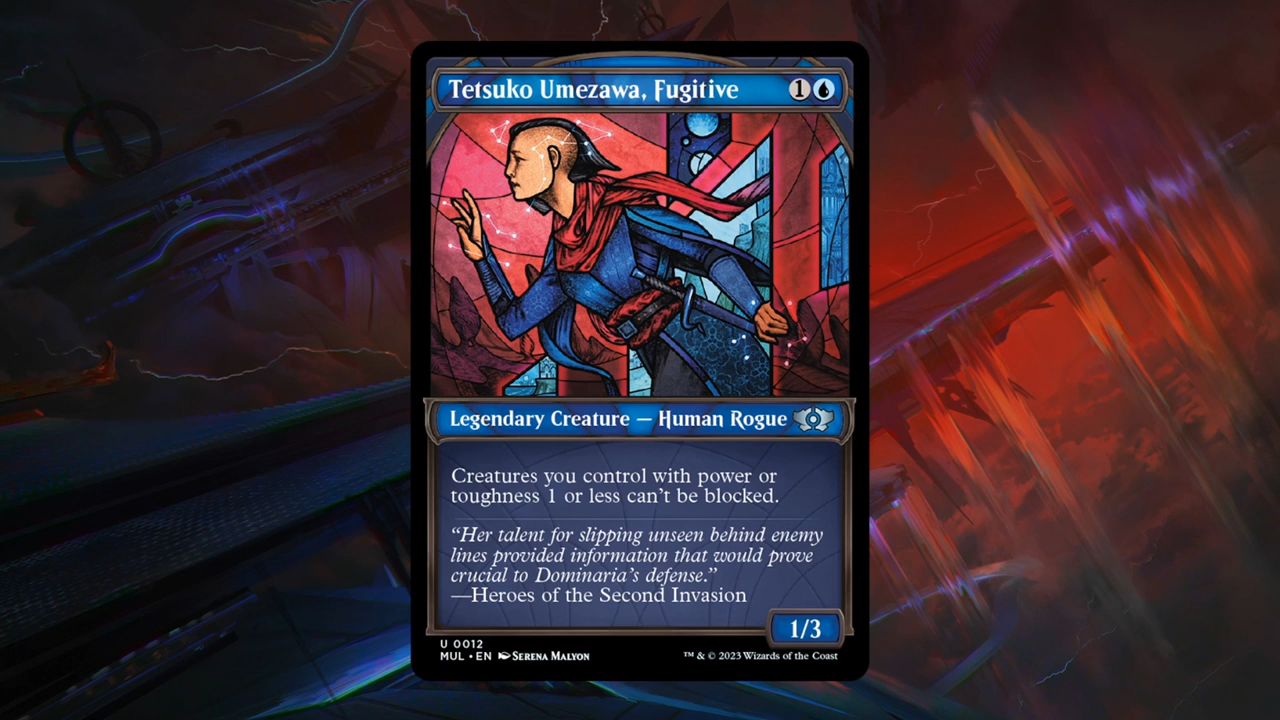 Tetsuko Umezawa, Fugitive 1
Legendary Creature — Human Rogue
Creatures you control with power or
toughness 1 or less can't be blocked.
“Her talent for slipping unseen behind enemy
lines provided information that would prove
crucial to Dominaria's defense.”
—Heroes of the Second Invasion
1/3
U 0012
MUL • EN Serena Malyon ™ & © 2023 Wizards of the Coast